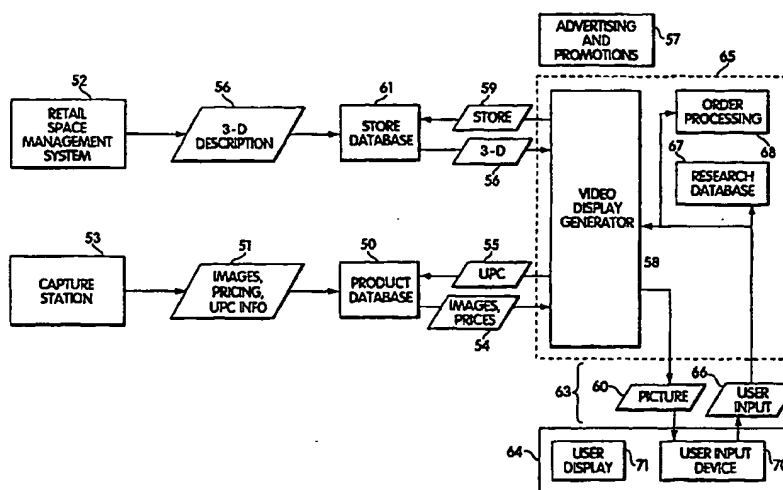 ADVERTISING
AND
PROMOTIONS
57
65
52
RETAIL
SPACE
MANAGEMENT
SYSTEM
56
3-D
DESCRIPTION
61
STORE
DATABASE
59
STORE
3-D
56
VIDEO
DISPLAY
GENERATOR
58
ORDER
PROCESSING
68
67
RESEARCH
DATABASE
53
CAPTURE
STATION
51
IMAGES,
PRICING,
UPC INFO
50
PRODUCT
DATABASE
55
UPC
IMAGES,
PRICES
54
63
60
PICTURE
66
USER
INPUT
64
USER
DISPLAY
71
USER INPUT
DEVICE